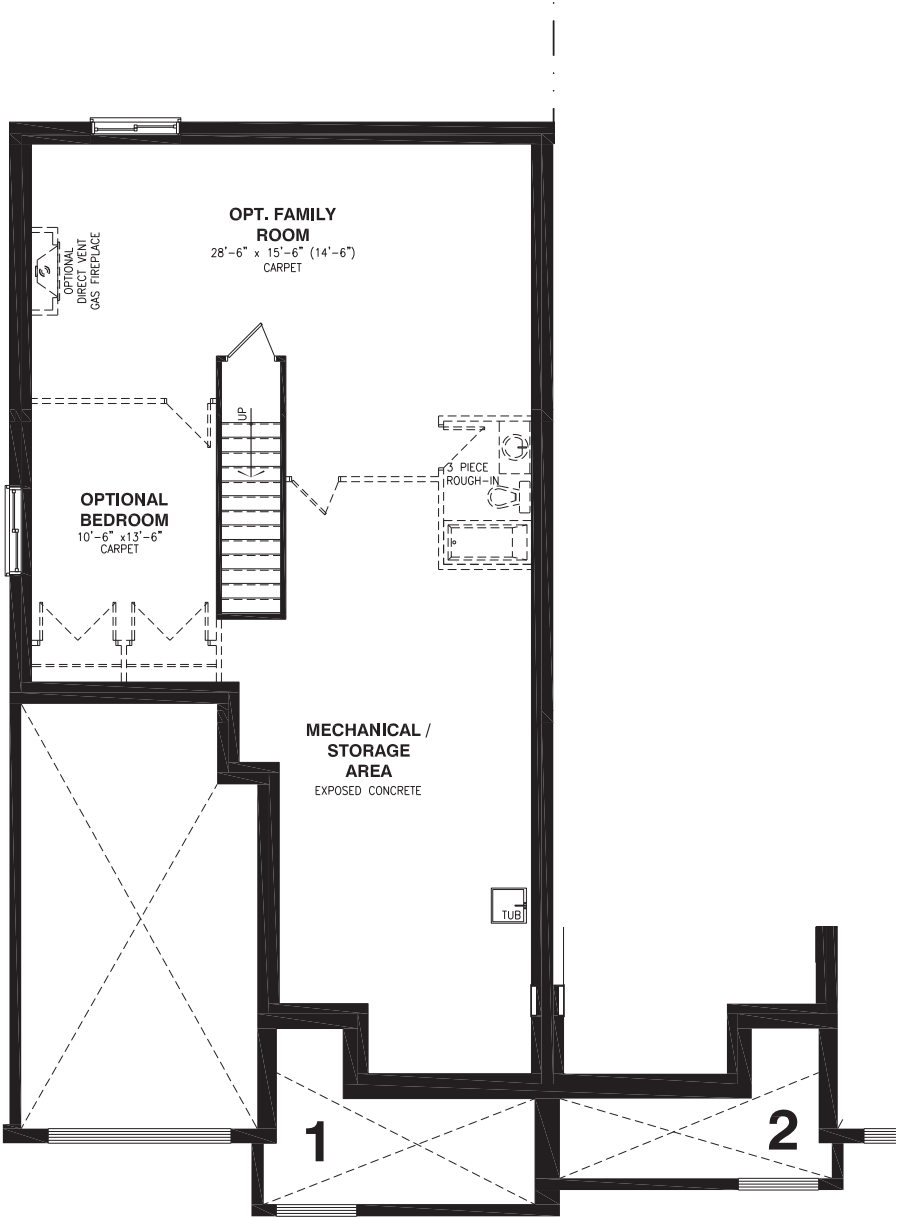 OPT. FAMILY
ROOM
28'-6" x 15'-6" (14'-6")
CARPET
OPTIONAL
DIRECT VENT
GAS FIREPLACE
UP
3 PIECE
ROUGH-IN
OPTIONAL
BEDROOM
10'-6" x13'-6"
CARPET
MECHANICAL /
STORAGE
AREA
EXPOSED CONCRETE
TUB
1
2